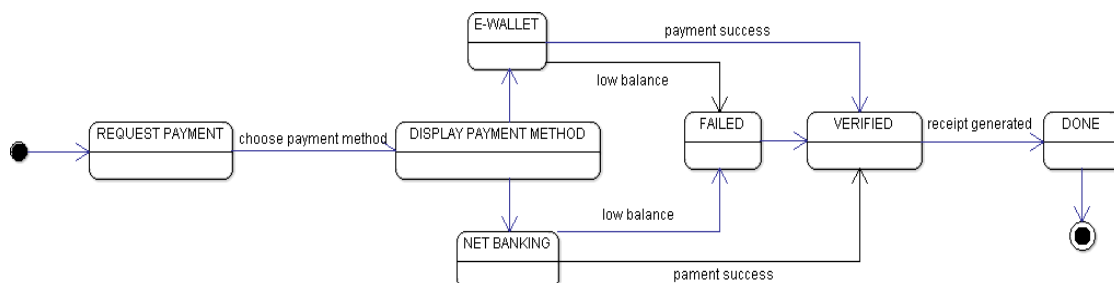 E-WALLET
payment success
low balance
REQUEST PAYMENT
choose payment method
DISPLAY PAYMENT METHOD
FAILED
VERIFIED
receipt generated
DONE
low balance
NET BANKING
pament success